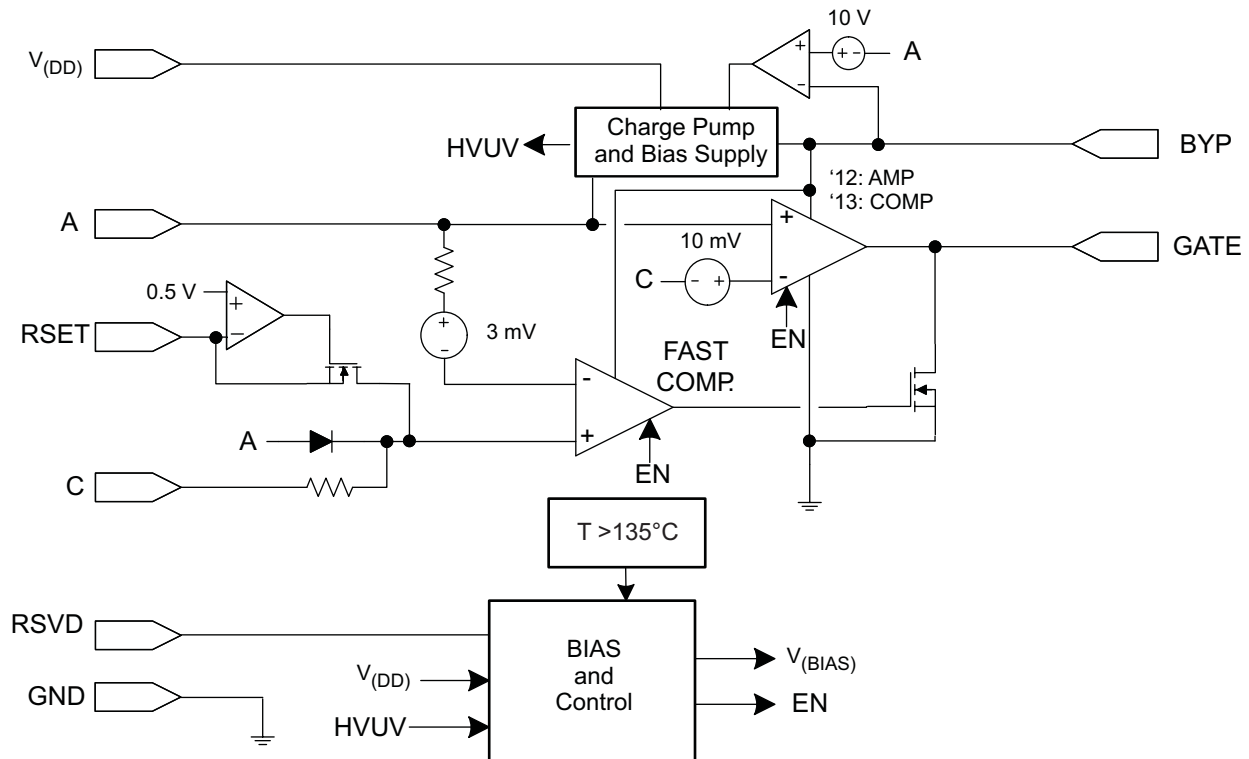 10 V
V(DD)
+
-
+ -
A
Charge Pump
and Bias Supply
HVUV
BYP
'12: AMP
'13: COMP
A
+
10 mV
GATE
C
- +
-
0.5 V
+
RSET
-
+
-
3 mV
EN
FAST
COMP.
-
+
A
EN
C
T >135°C
RSVD
BIAS
and
Control
V(DD)
V(BIAS)
GND
EN
HVUV